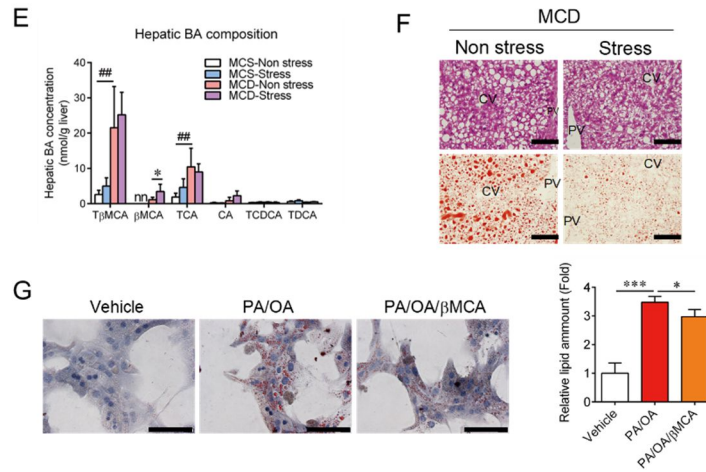 E
Hepatic BA composition
Hepatic BA concentration
(nmol/g liver)
40
30
20
10
0
MCS-Non stress
MCS-Stress
MCD-Non stress
MCD-Stress
##
nn
*
##
TβMCA
βMCA
TCA
CA
TCDCA
TDCA
F
MCD
Non stress
Stress
CV
PV
CV
PV
CV
PV
CV
PV
G
Vehicle
PA/OA
PA/OA/βMCA
Relative lipid ammount (Fold)
4
3
2
1
0
***
*
Vehicle
PA/OA
PA/OA/βMCA